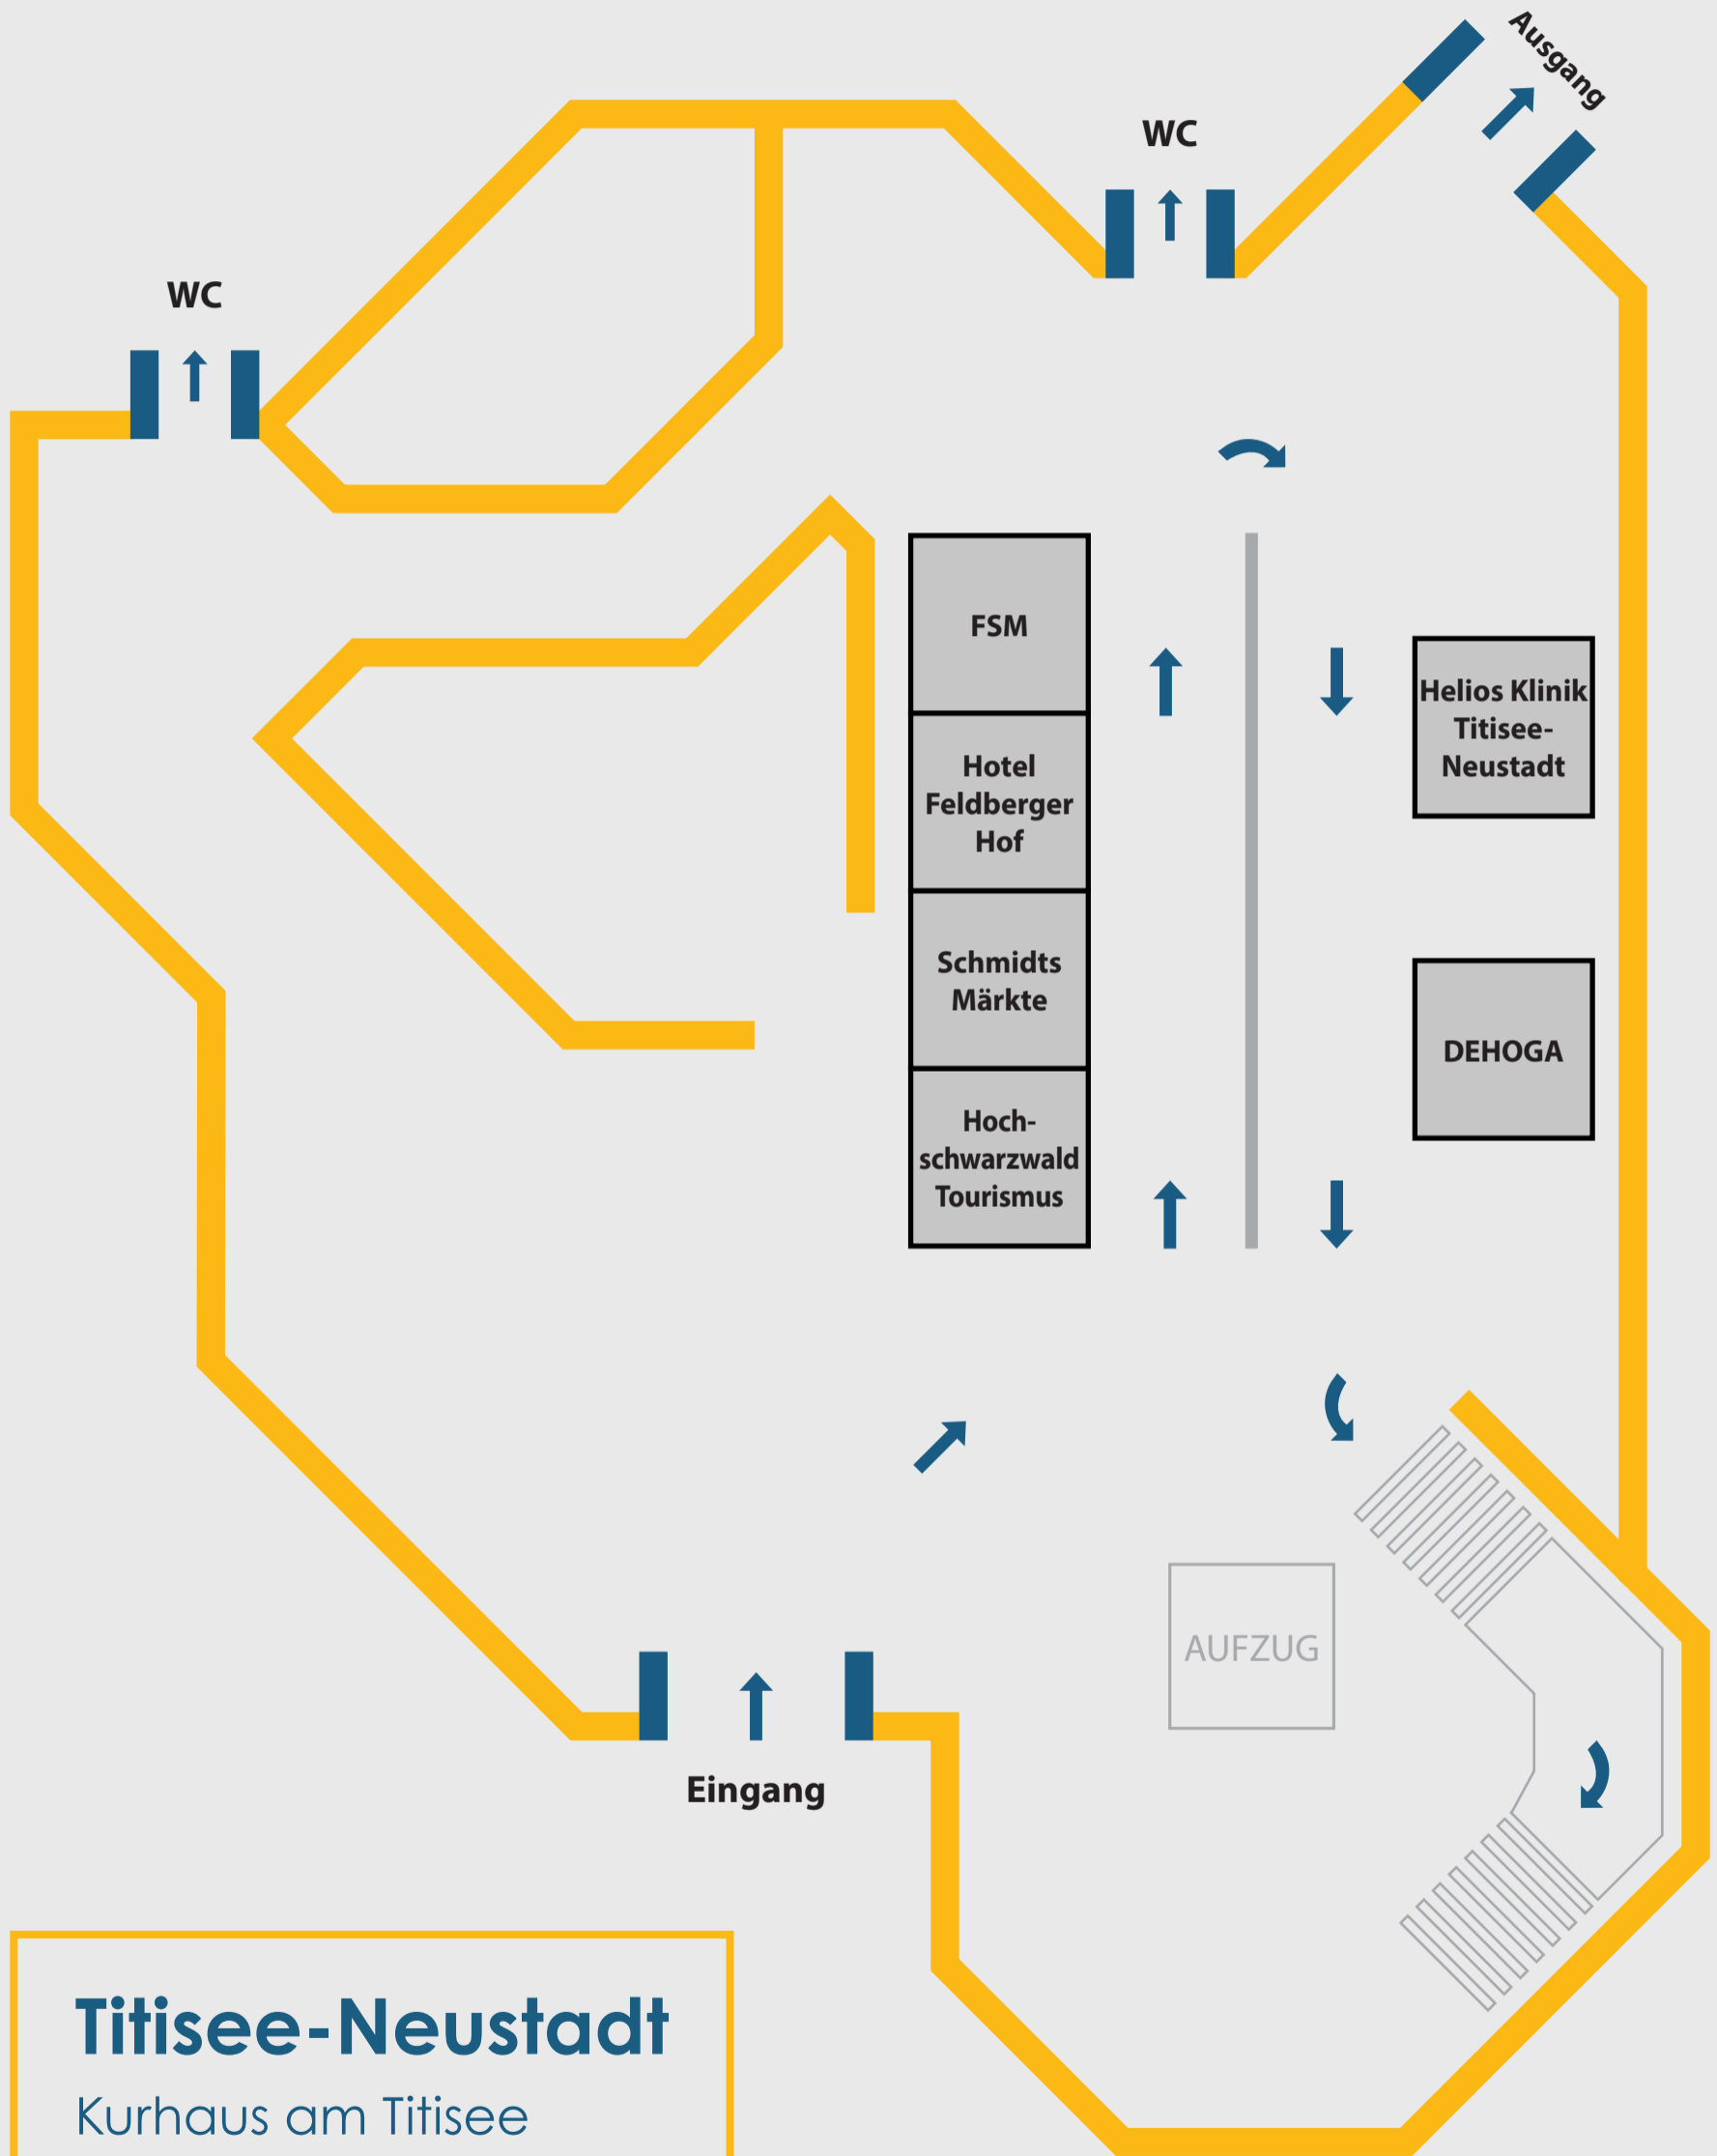 Ausgang
WC
WC
FSM
Helios Klinik
Titisee-
Neustadt
Hotel
Feldberger
Hof
Schmidts
Märkte
DEHOGA
Hoch-
schwarzwald
Tourismus
AUFZUG
Eingang
Titisee-Neustadt
Kurhaus am Titisee